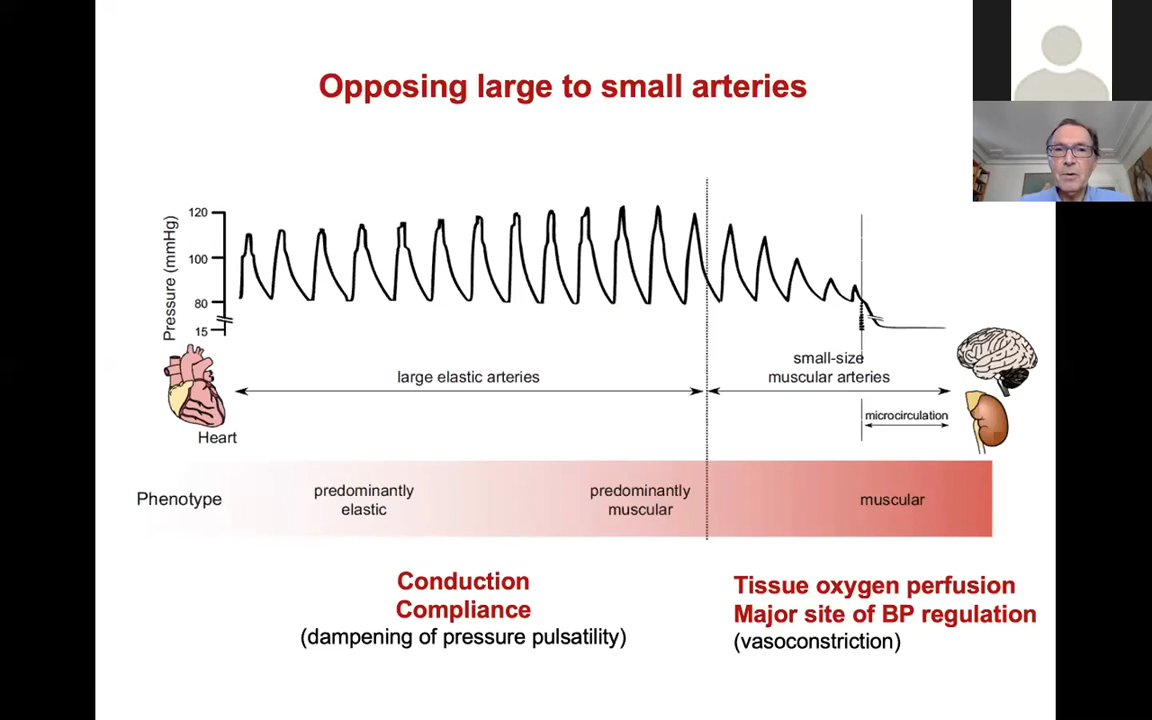 Opposing large to small arteries
Pressure (mmHg)
120
100
80
15
Heart
large elastic arteries
small-size
muscular arteries
microcirculation
Phenotype
predominantly
elastic
predominantly
muscular
muscular
Conduction
Compliance
(dampening of pressure pulsatility)
Tissue oxygen perfusion
Major site of BP regulation
(vasoconstriction)